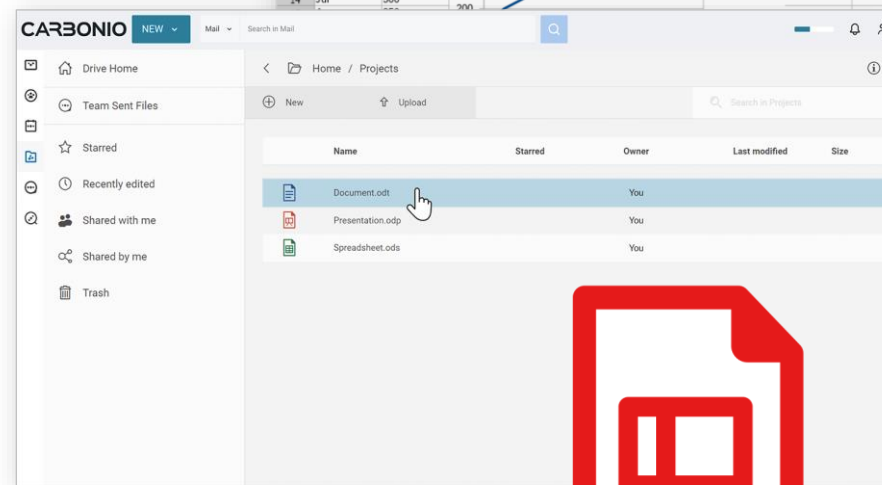 200
CARBONIO NEW Mail Search in Mail
Drive Home
Home / Projects
Team Sent Files
New Upload Search in Projects
Starred
Name Starred Owner Last modified Size
Recently edited
Document.odt You
Shared with me
Presentation.odp You
Spreadsheet.ods You
Shared by me
Trash